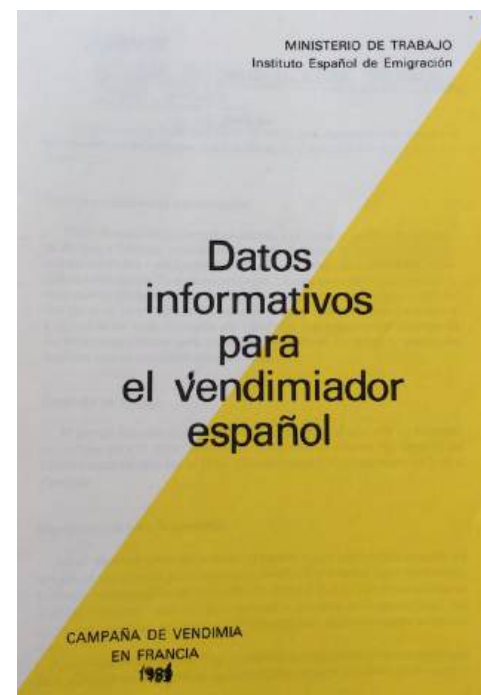 MINISTERIO DE TRABAJO
Instituto Español de Emigración
Datos
informativos
para
el vendimiador
español
CAMPAÑA DE VENDIMIA
EN FRANCIA